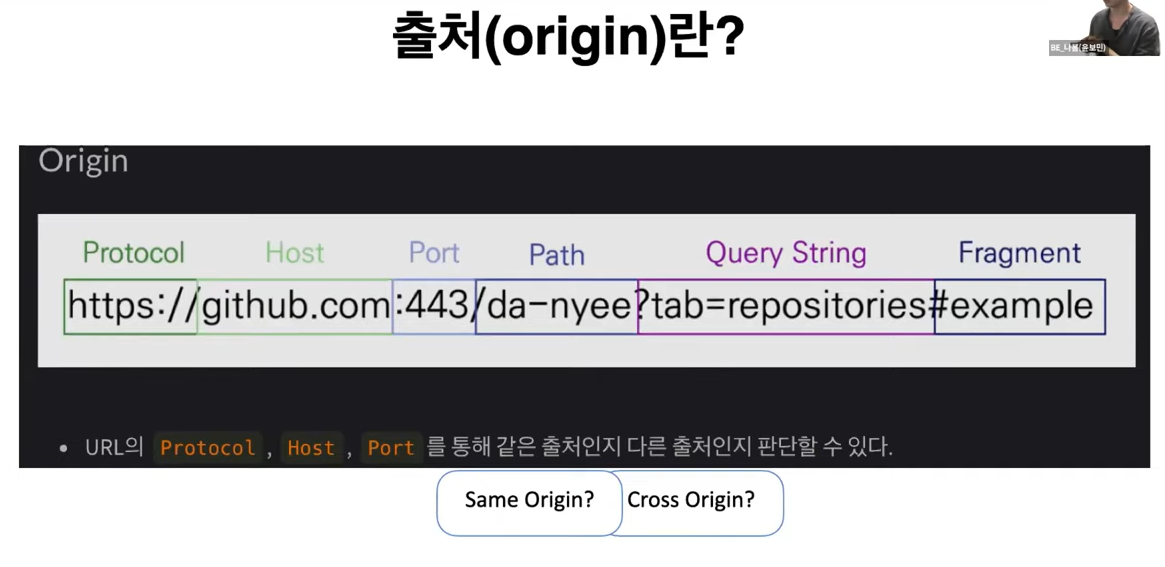 출처(origin)란?
BE_나봄(윤보민)
Origin
Protocol Host Port Path Query String Fragment
https://github.com:443/da-nyee?tab=repositories#example
• URL의 Protocol, Host, Port 를 통해 같은 출처인지 다른 출처인지 판단할 수 있다.
Same Origin? Cross Origin?